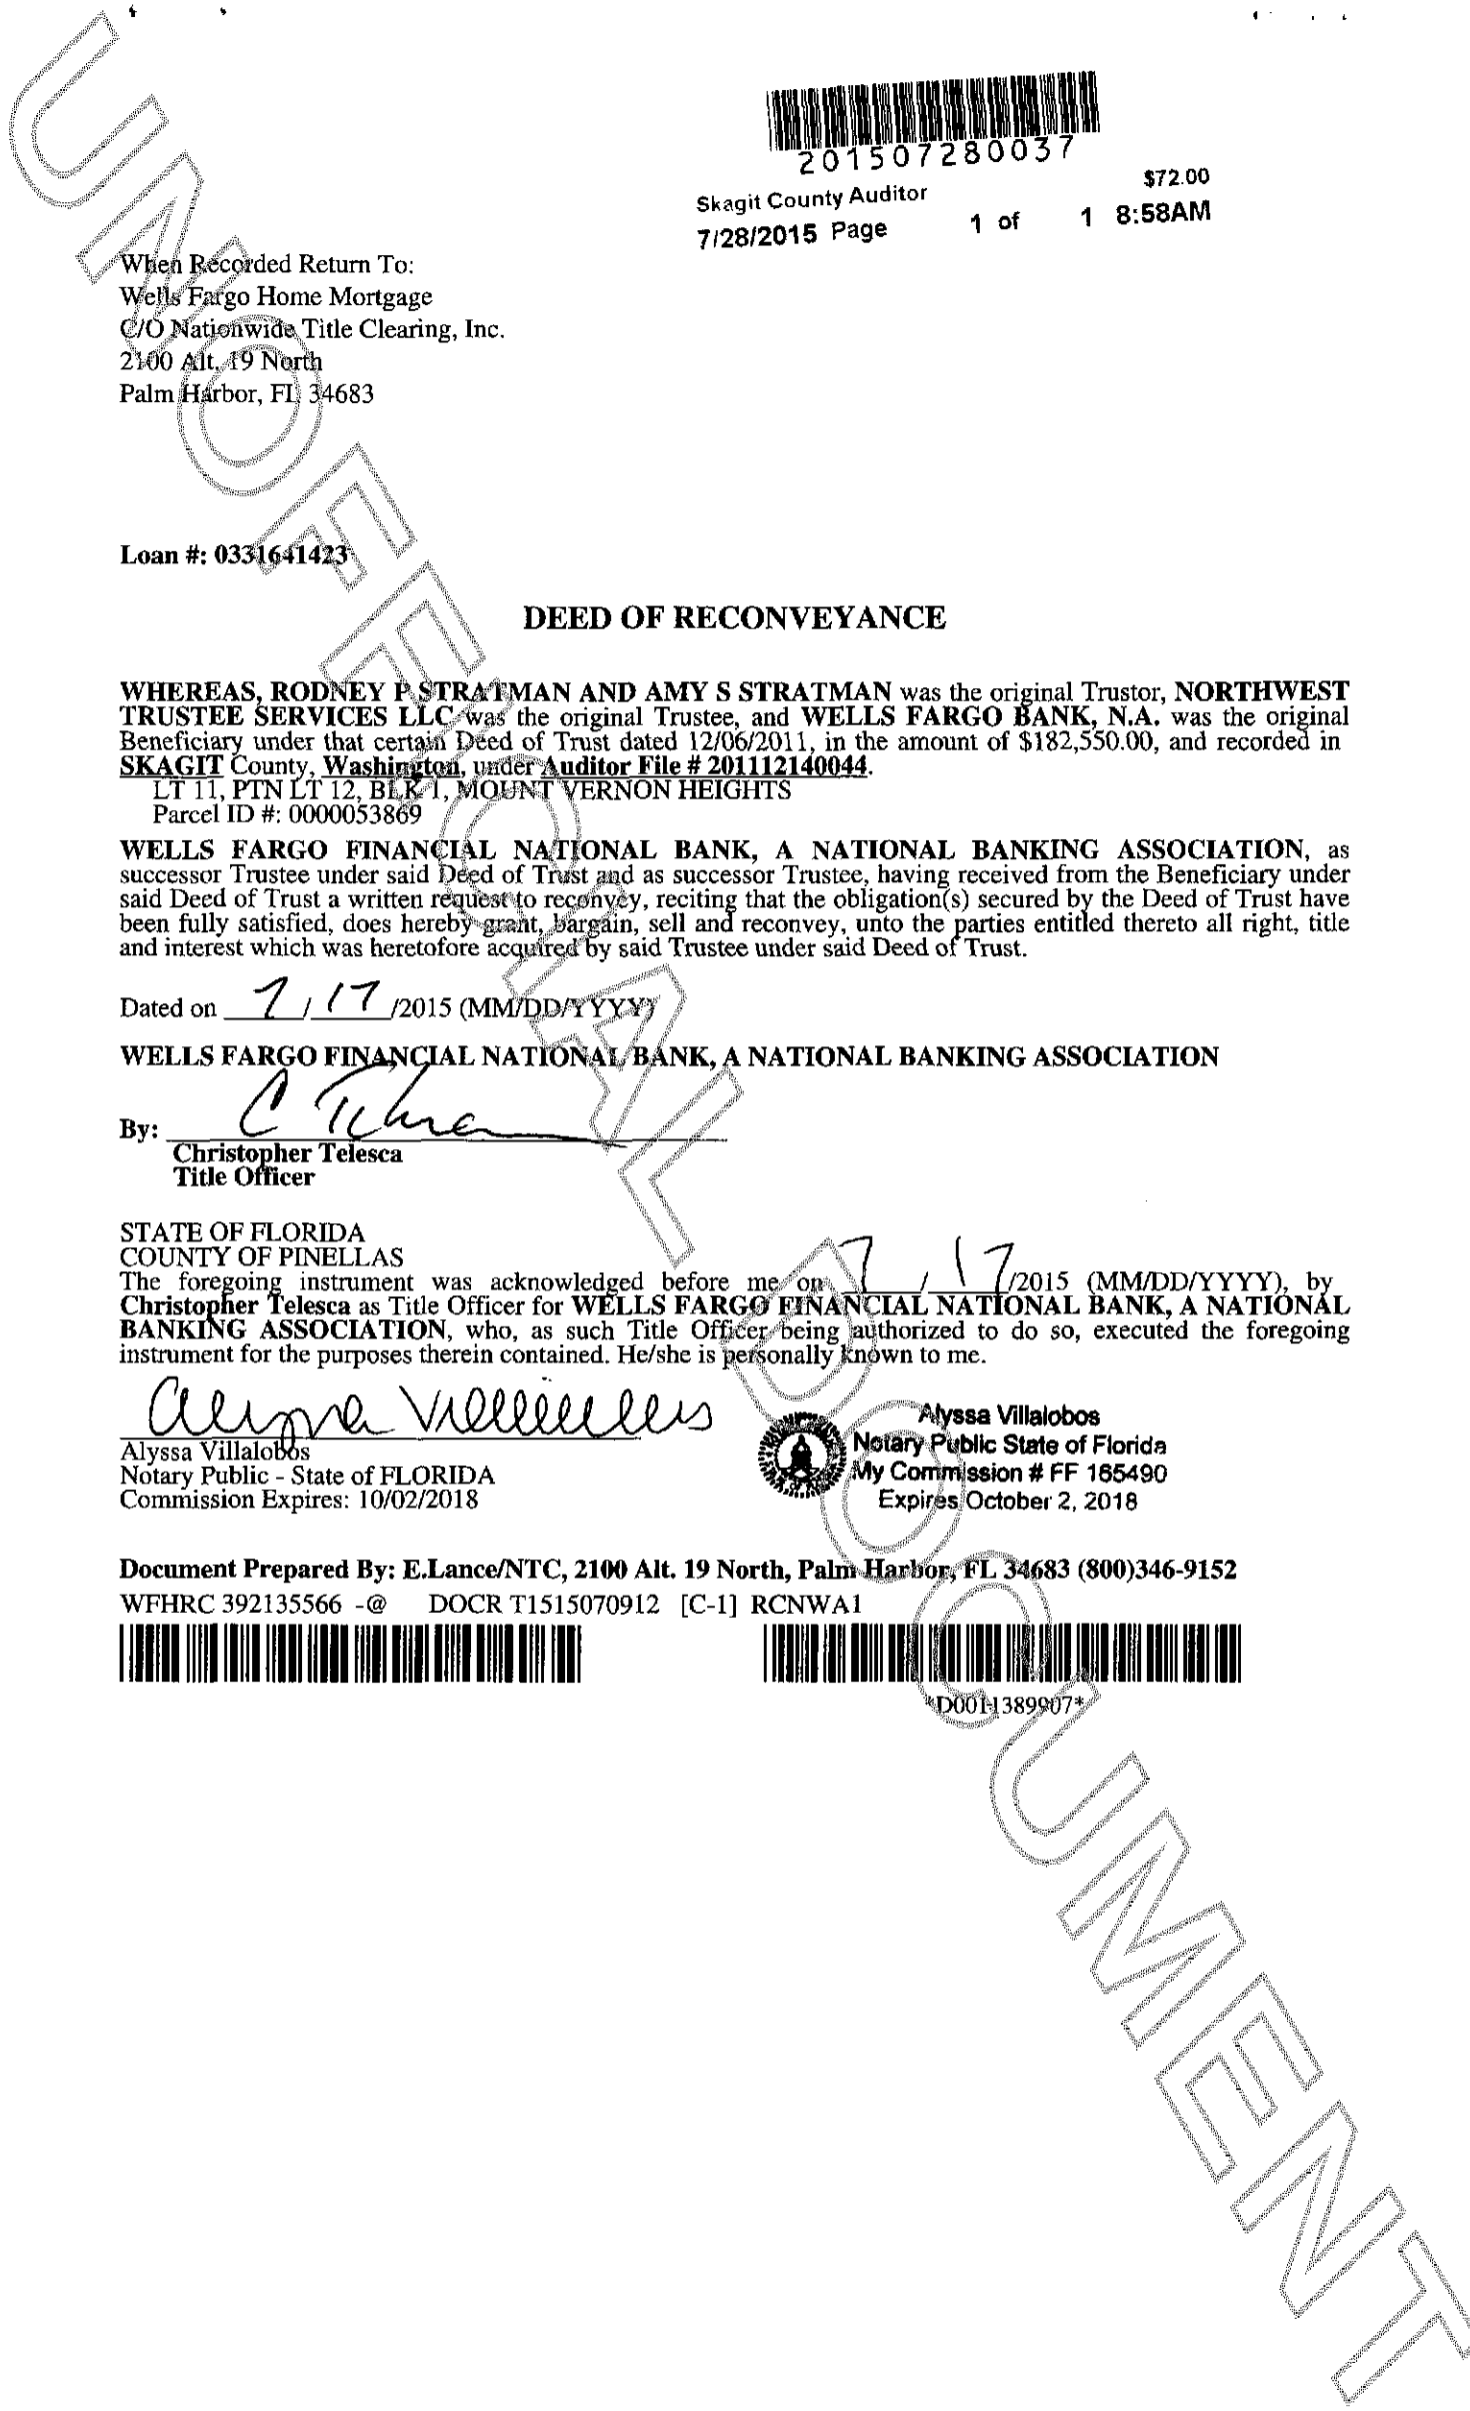 201507280037
Skagit County Auditor $72.00
7/28/2015 Page 1 of 1 8:58AM
When Recorded Return To:
Wells Fargo Home Mortgage
C/O Nationwide Title Clearing, Inc.
2100 Alt. 19 North
Palm Harbor, FL 34683
Loan #: 0331641423
DEED OF RECONVEYANCE
WHEREAS, RODNEY P STRATMAN AND AMY S STRATMAN was the original Trustor, NORTHWEST
TRUSTEE SERVICES LLC was the original Trustee, and WELLS FARGO BANK, N.A. was the original
Beneficiary under that certain Deed of Trust dated 12/06/2011, in the amount of $182,550.00, and recorded in
SKAGIT County, Washington, under Auditor File # 201112140044.
LT 11, PTN LT 12, BLK 1, MOUNT VERNON HEIGHTS
Parcel ID #: 0000053869
WELLS FARGO FINANCIAL NATIONAL BANK, A NATIONAL BANKING ASSOCIATION, as
successor Trustee under said Deed of Trust and as successor Trustee, having received from the Beneficiary under
said Deed of Trust a written request to reconvey, reciting that the obligation(s) secured by the Deed of Trust have
been fully satisfied, does hereby grant, bargain, sell and reconvey, unto the parties entitled thereto all right, title
and interest which was heretofore acquired by said Trustee under said Deed of Trust.
Dated on 7/17/2015 (MM/DD/YYYY)
WELLS FARGO FINANCIAL NATIONAL BANK, A NATIONAL BANKING ASSOCIATION
By:
Christopher Telesca
Title Officer
STATE OF FLORIDA
COUNTY OF PINELLAS
The foregoing instrument was acknowledged before me on 7/17/2015 (MM/DD/YYYY), by
Christopher Telesca as Title Officer for WELLS FARGO FINANCIAL NATIONAL BANK, A NATIONAL
BANKING ASSOCIATION, who, as such Title Officer being authorized to do so, executed the foregoing
instrument for the purposes therein contained. He/she is personally known to me.
Alyssa Villalobos
Notary Public - State of FLORIDA
Commission Expires: 10/02/2018
Alyssa Villalobos
Notary Public State of Florida
My Commission # FF 165490
Expires October 2, 2018
Document Prepared By: E.Lance/NTC, 2100 Alt. 19 North, Palm Harbor, FL 34683 (800)346-9152
WFHRC 392135566 -@ DOCR T1515070912 [C-1] RCNWA1
*D0011389907*
UNOFFICIAL DOCUMENT